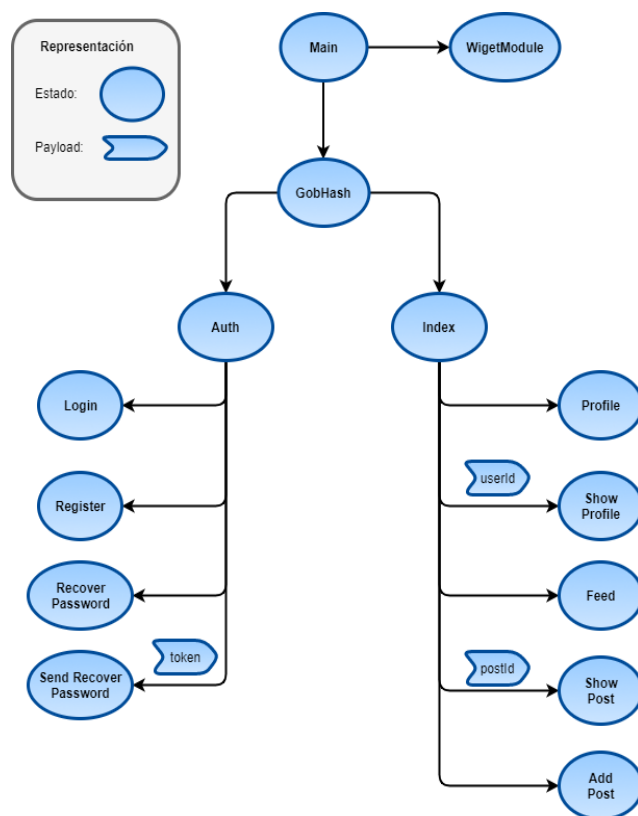 Representación
Estado:
Payload:
Main
WigetModule
GobHash
Auth
Index
Login
Profile
Register
userId
Show
Profile
Recover
Password
Feed
Send Recover
Password
token
postId
Show
Post
Add
Post